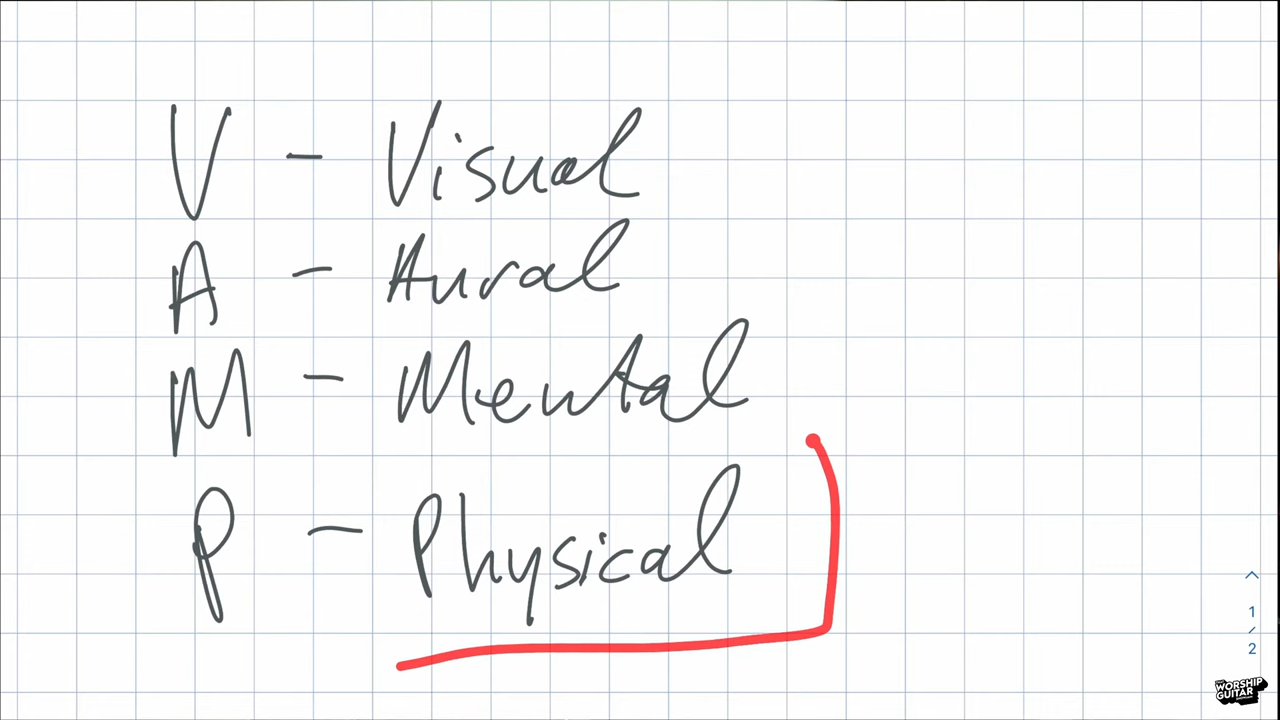 V - Visual
A - Aural
M - Mental
P - Physical
1
/
2
WORSHIP
GUITAR